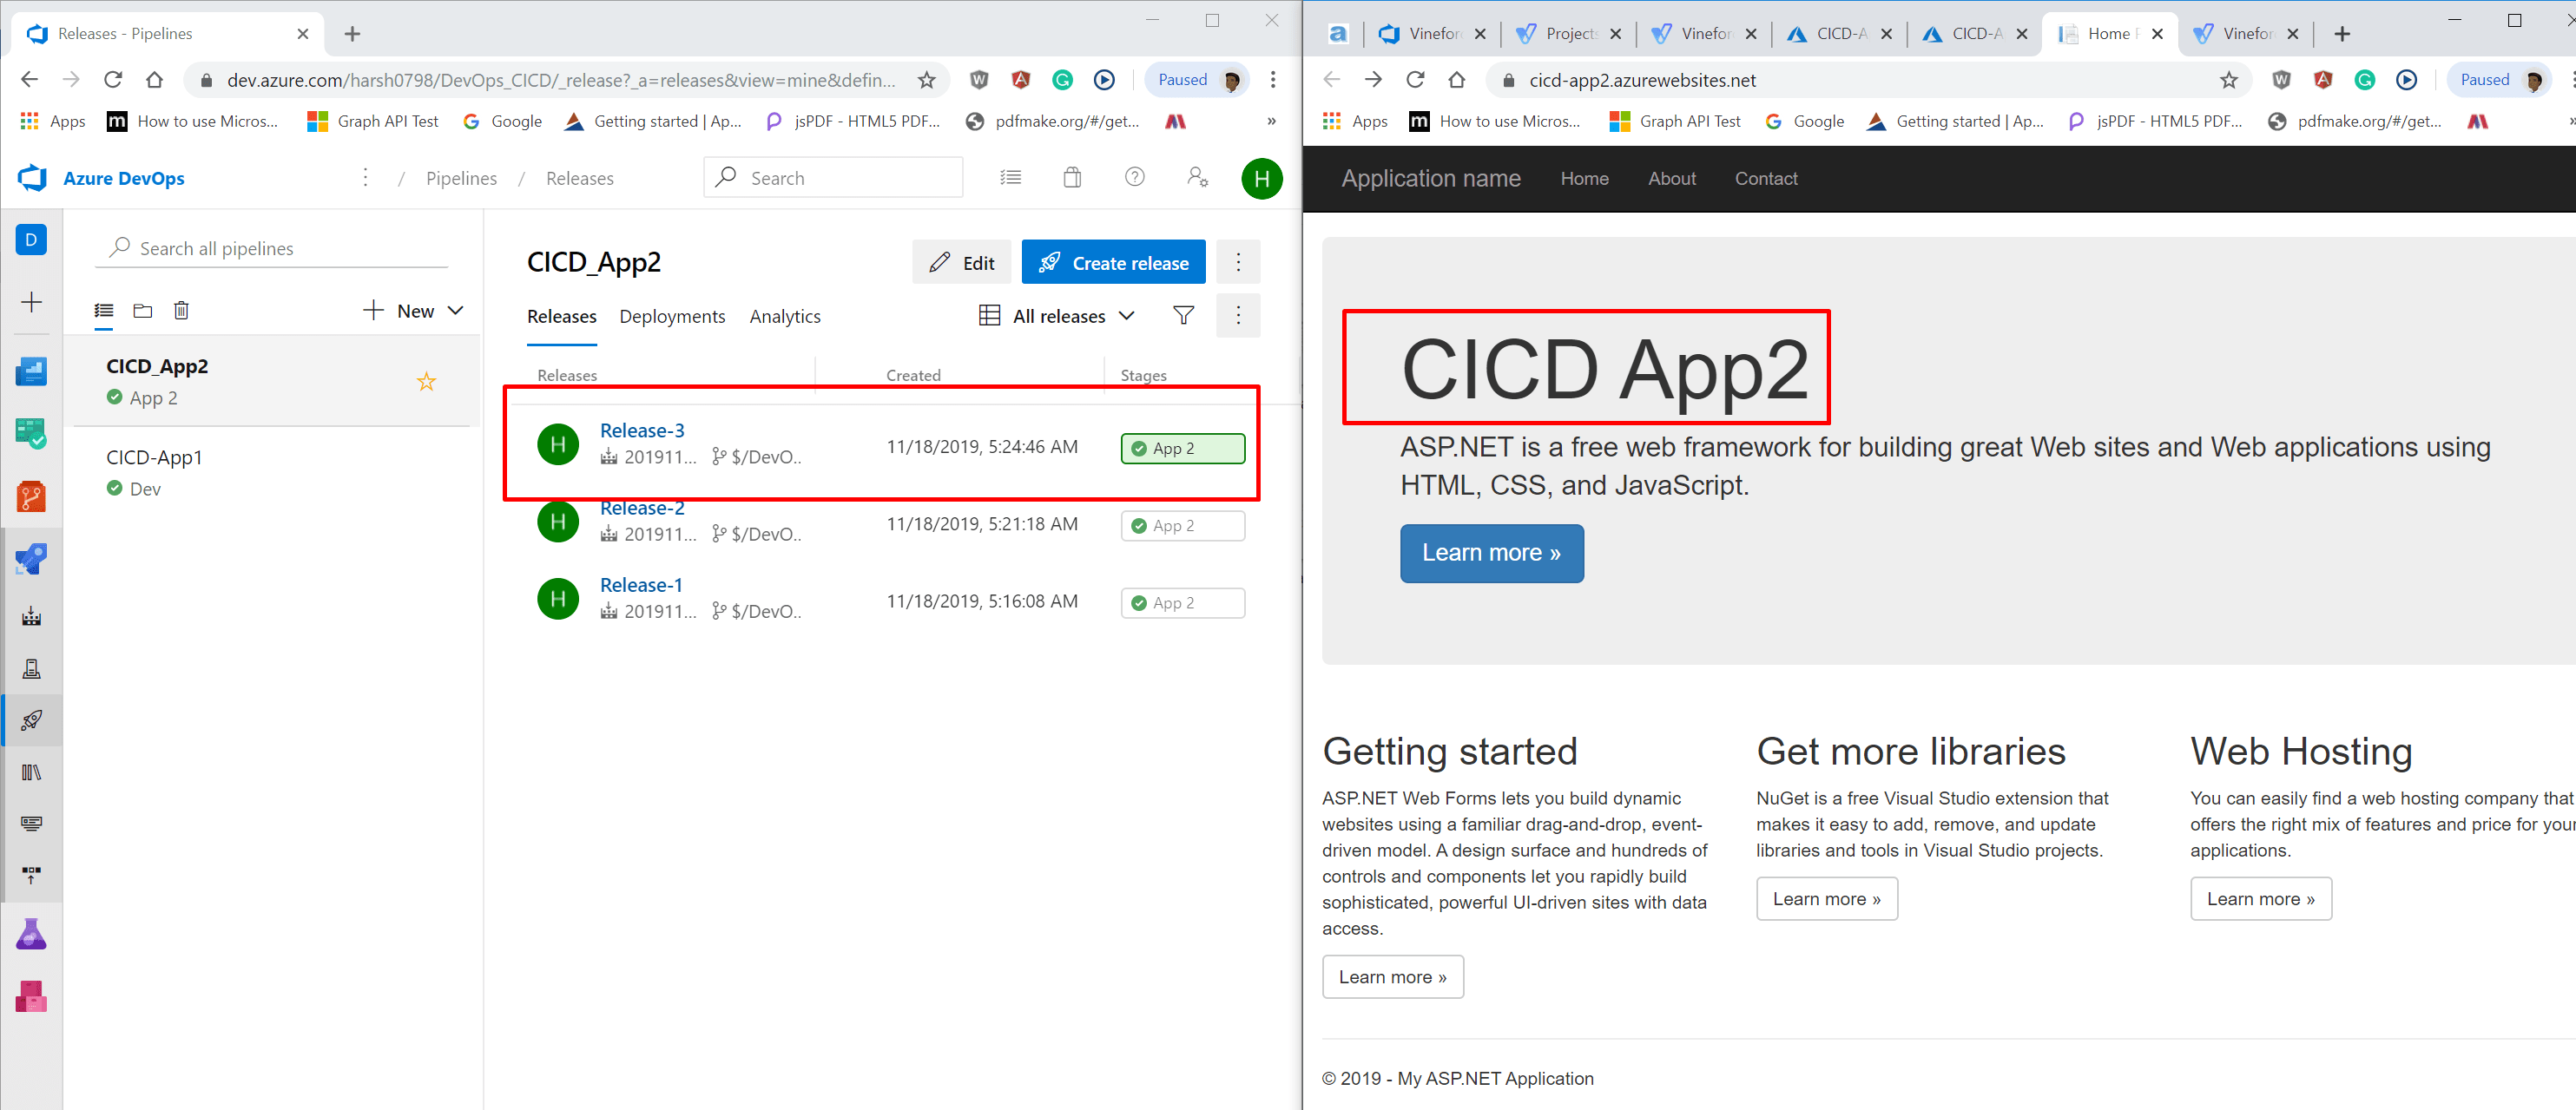 Releases - Pipelines
dev.azure.com/harsh0798/DevOps_CICD/_release?_a=releases&view=mine&defin...
Paused
Apps
How to use Micros...
Graph API Test
Google
Getting started | Ap...
jsPDF - HTML5 PDF...
pdfmake.org/#/get...
»
Azure DevOps
/ Pipelines / Releases
Search
H
D
Search all pipelines
New
CICD_App2
App 2
CICD-App1
Dev
CICD_App2
Edit
Create release
Releases
Deployments
Analytics
All releases
Releases
Created
Stages
H
Release-3
201911...
$/DevO..
11/18/2019, 5:24:46 AM
App 2
H
Release-2
201911...
$/DevO..
11/18/2019, 5:21:18 AM
App 2
H
Release-1
201911...
$/DevO..
11/18/2019, 5:16:08 AM
App 2
a
Vinefor
Projects
Vinefor
CICD-A
CICD-A
Home
Vinefor
cicd-app2.azurewebsites.net
Paused
Apps
How to use Micros...
Graph API Test
Google
Getting started | Ap...
jsPDF - HTML5 PDF...
pdfmake.org/#/get...
»
Application name
Home
About
Contact
CICD App2
ASP.NET is a free web framework for building great Web sites and Web applications using
HTML, CSS, and JavaScript.
Learn more »
Getting started
ASP.NET Web Forms lets you build dynamic
websites using a familiar drag-and-drop, event-
driven model. A design surface and hundreds of
controls and components let you rapidly build
sophisticated, powerful UI-driven sites with data
access.
Learn more »
Get more libraries
NuGet is a free Visual Studio extension that
makes it easy to add, remove, and update
libraries and tools in Visual Studio projects.
Learn more »
Web Hosting
You can easily find a web hosting company that
offers the right mix of features and price for your
applications.
Learn more »
© 2019 - My ASP.NET Application